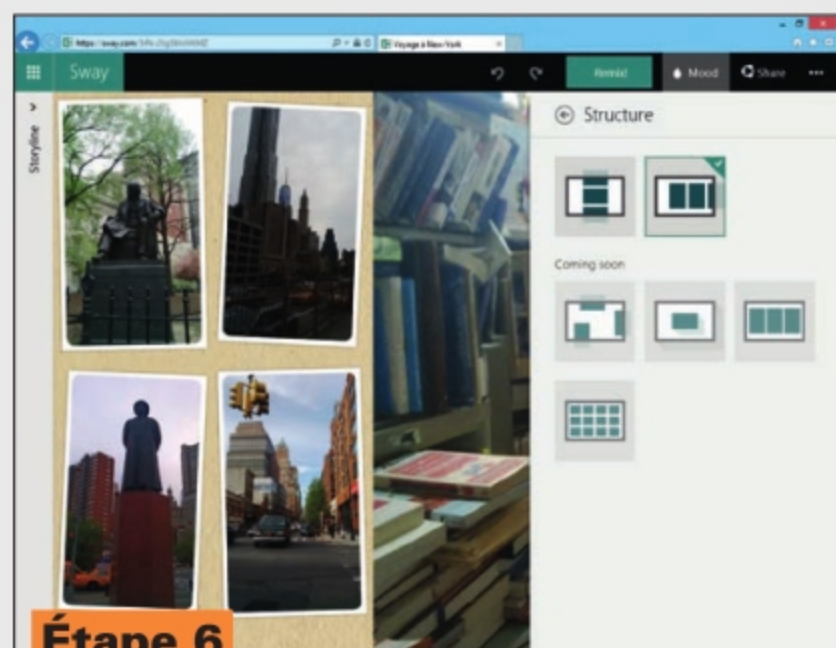 Voyage à New-York
Sway
Remix!
Mood
Share
Storyline
Structure
Coming soon
Étape 6